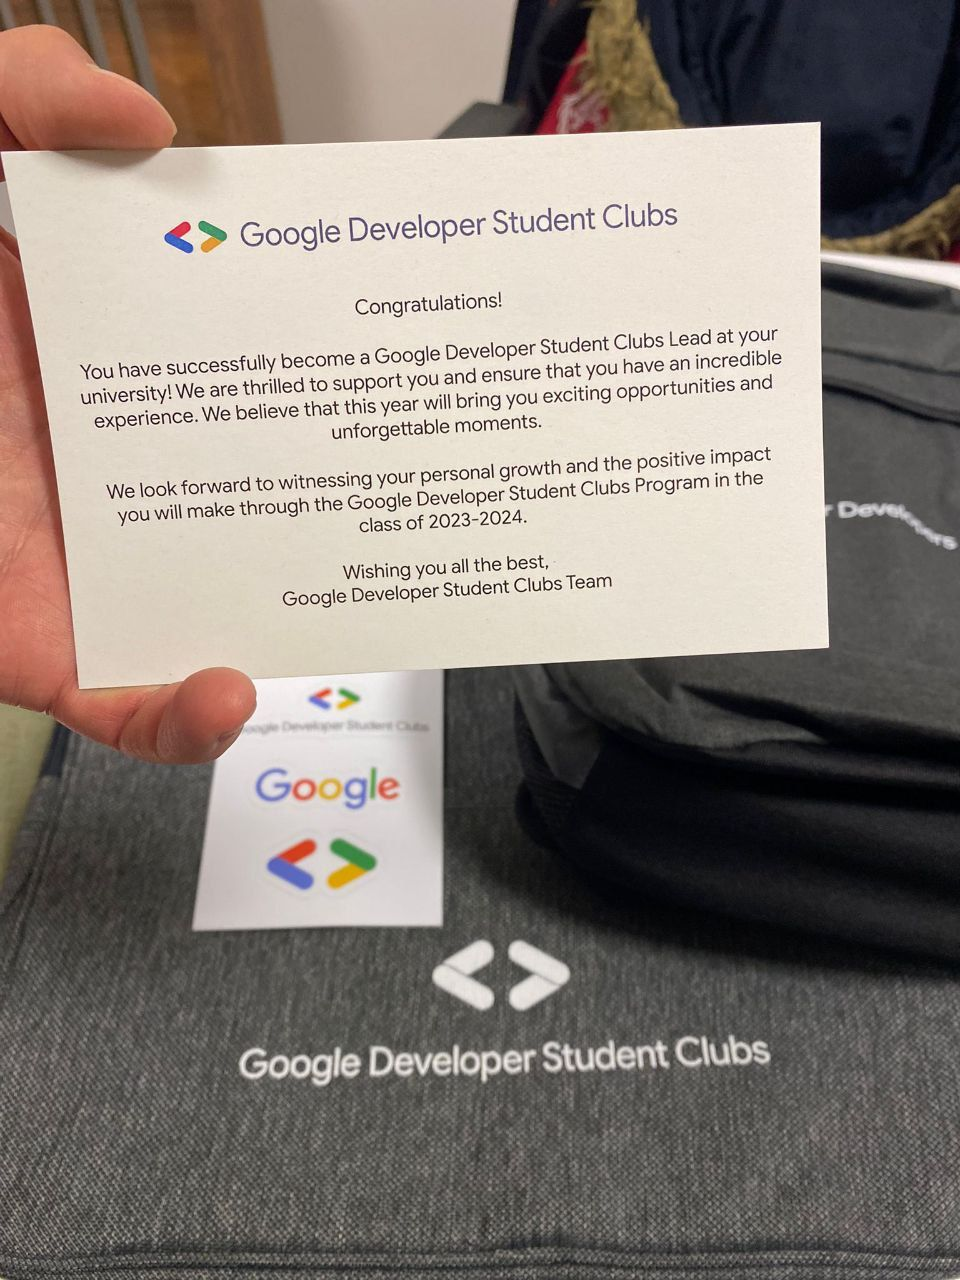 Google Developer Student Clubs
Congratulations!
You have successfully become a Google Developer Student Clubs Lead at your
university! We are thrilled to support you and ensure that you have an incredible
experience. We believe that this year will bring you exciting opportunities and
unforgettable moments.
We look forward to witnessing your personal growth and the positive impact
you will make through the Google Developer Student Clubs Program in the
class of 2023-2024.
Wishing you all the best,
Google Developer Student Clubs Team
Developers
Developer Student Clubs
Google
Google Developer Student Clubs